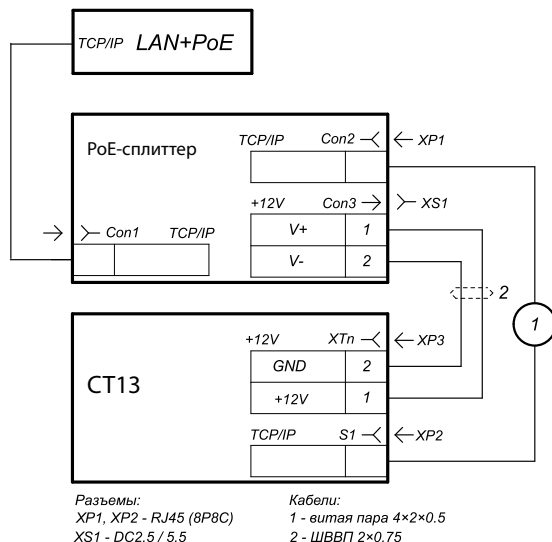 TCP/IP LAN+PoE
PoE-сплиттер
TCP/IP Con2 XP1
+12V Con3 XS1
V+ 1
V- 2
Con1 TCP/IP
2
1
CT13
+12V XTn XP3
GND 2
+12V 1
TCP/IP S1 XP2
Разъемы:
XP1, XP2 - RJ45 (8P8C)
XS1 - DC2.5 / 5.5
Кабели:
1 - витая пара 4×2×0.5
2 - ШВВП 2×0.75